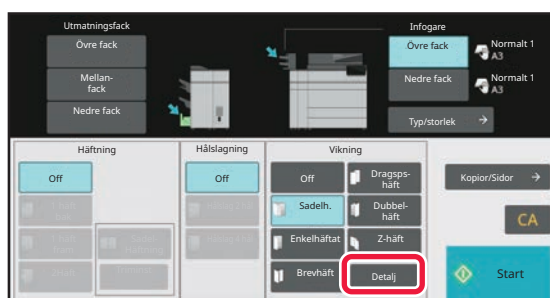 Utmatningsfack
Övre fack
Mellan-
fack
Nedre fack
Infogare
Övre fack
Normalt 1
A3
Nedre fack
Normalt 1
A3
Typ/storlek
Häftning
Off
Hålslagning
Off
Vikning
Off
Dragsps-
häft
Sadelh.
Dubbel-
häft
Enkelhäftat
Z-häft
Brevhäft
Detalj
Kopior/Sidor
CA
Start